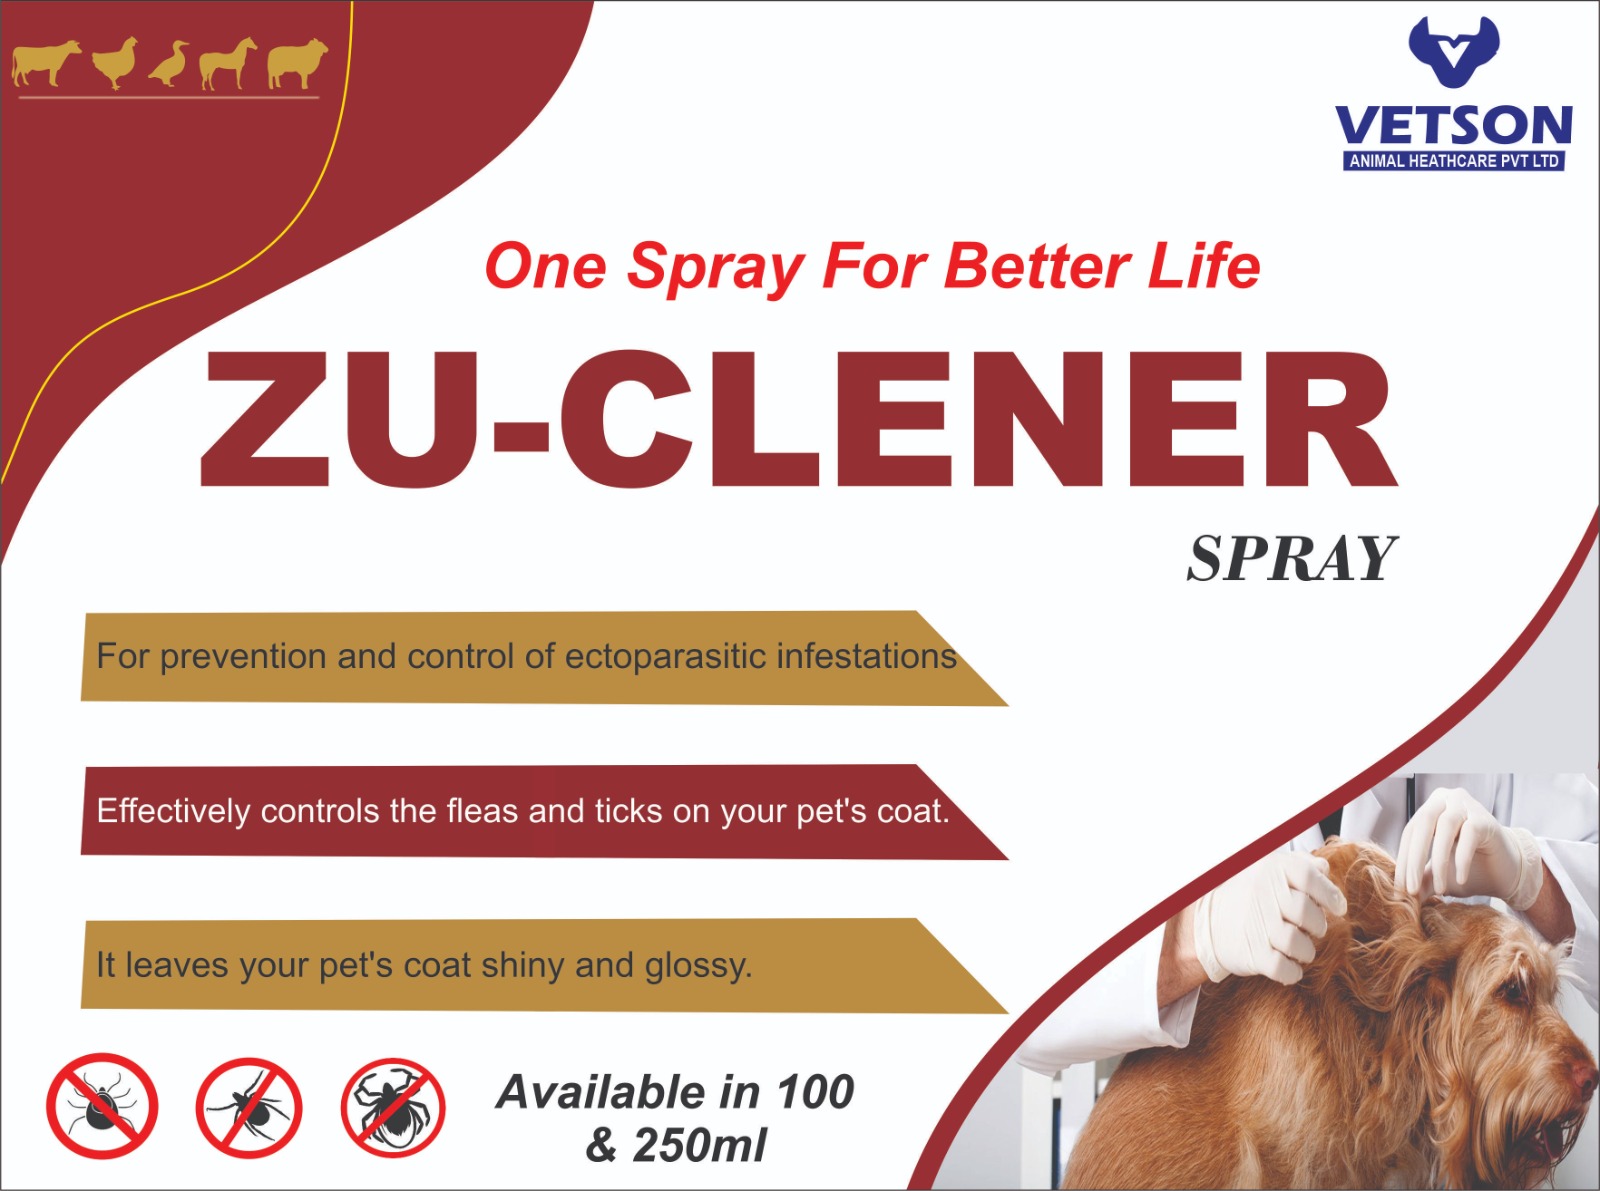 VETSON
ANIMAL HEATHCARE PVT LTD
One Spray For Better Life
ZU-CLENER
SPRAY
For prevention and control of ectoparasitic infestations
Effectively controls the fleas and ticks on your pet's coat.
It leaves your pet's coat shiny and glossy.
Available in 100
& 250ml